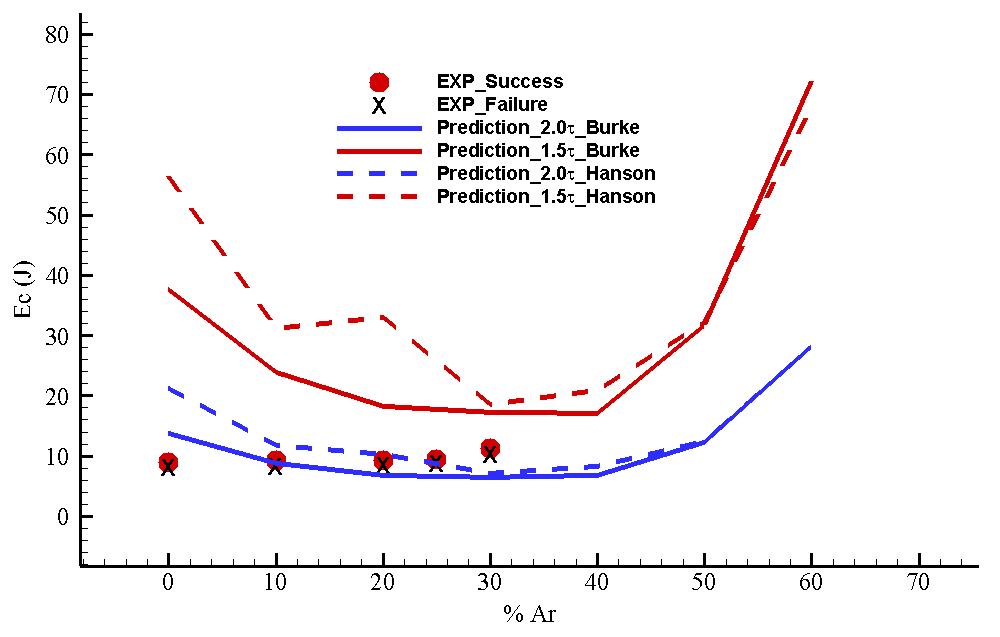 80
70
60
50
40
30
20
10
0
Ec (J)
EXP_Success
EXP_Failure
Prediction_2.0τ_Burke
Prediction_1.5τ_Burke
Prediction_2.0τ_Hanson
Prediction_1.5τ_Hanson
0 10 20 30 40 50 60 70
% Ar